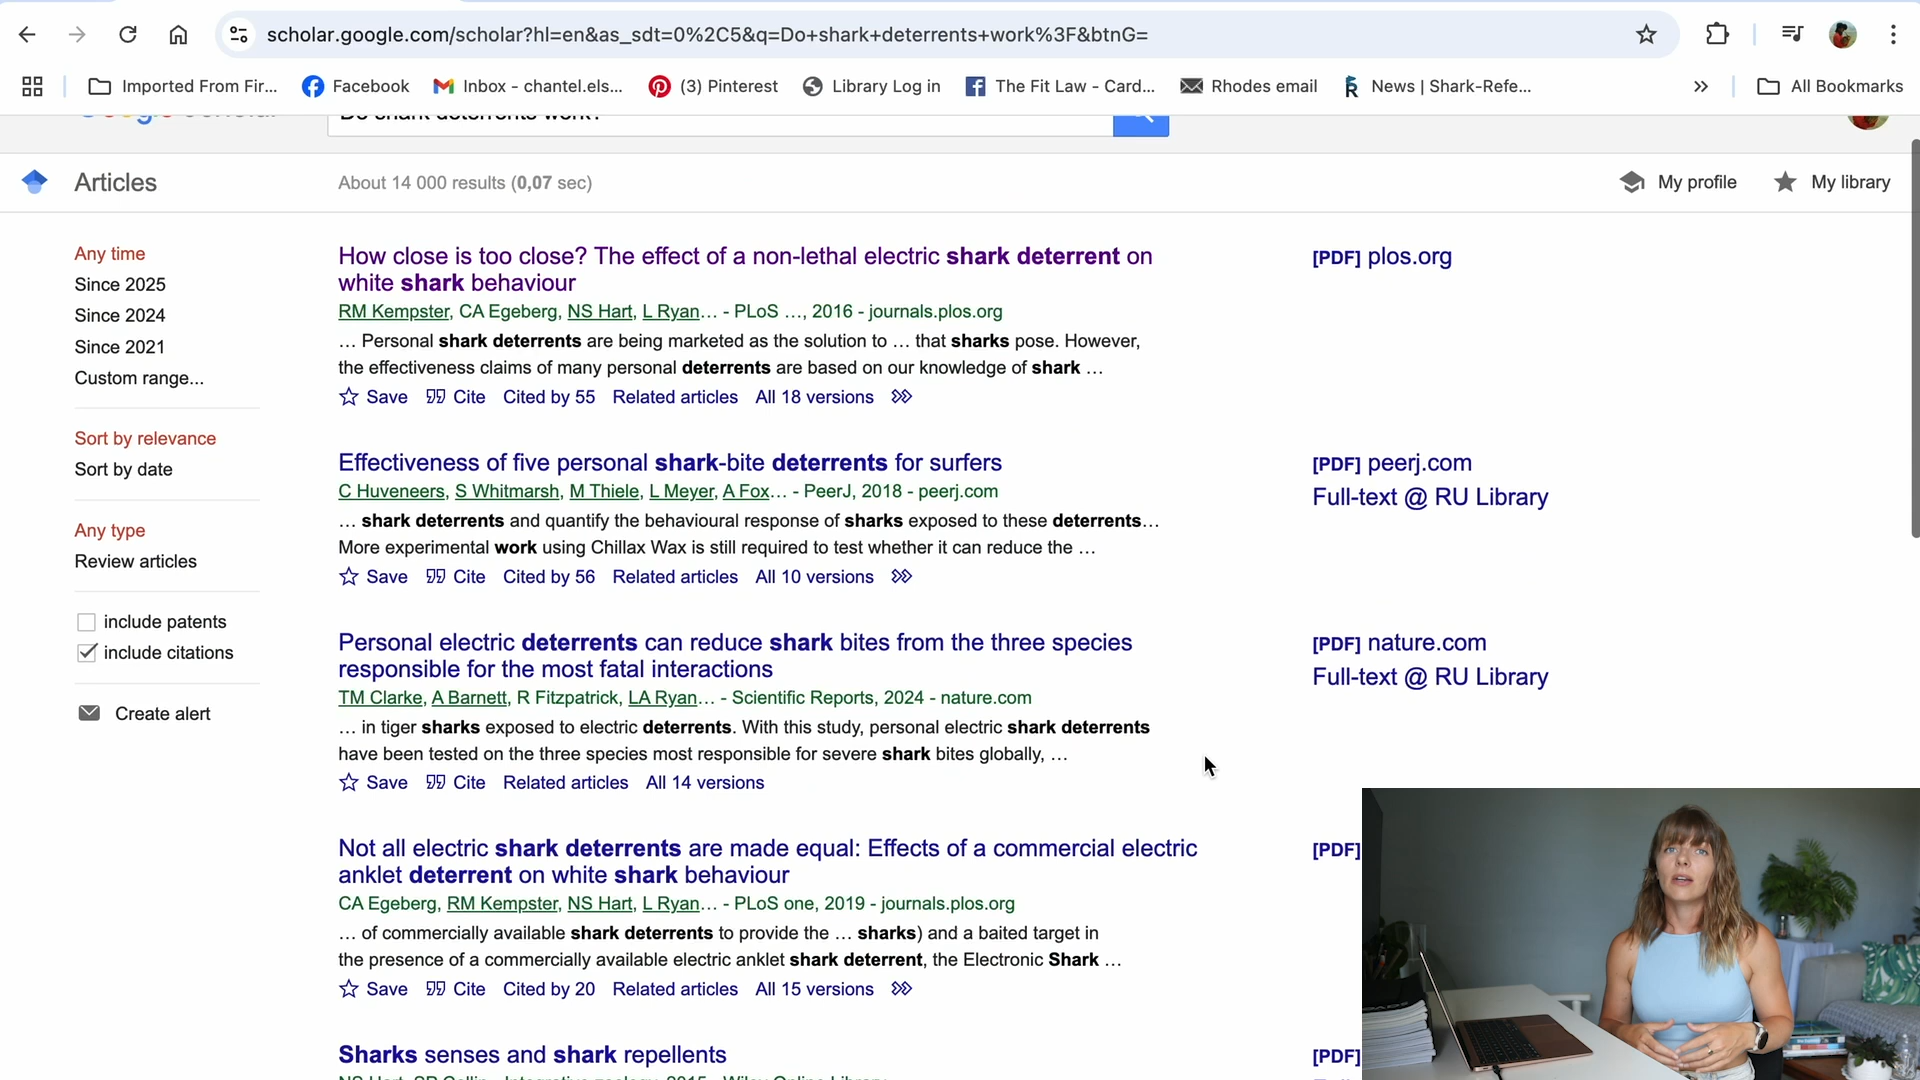 scholar.google.com/scholar?hl=en&as_sdt=0%2C5&q=Do+shark+deterrents+work%3F&btnG=
Imported From Fir...
Facebook
Inbox - chantel.els...
(3) Pinterest
Library Log in
The Fit Law - Card...
Rhodes email
News | Shark-Refe...
All Bookmarks
Do shark deterrents work?
Articles
About 14 000 results (0,07 sec)
My profile
My library
Any time
Since 2025
Since 2024
Since 2021
Custom range...
Sort by relevance
Sort by date
Any type
Review articles
include patents
include citations
Create alert
How close is too close? The effect of a non-lethal electric shark deterrent on
white shark behaviour
RM Kempster, CA Egeberg, NS Hart, L Ryan… - PLoS …, 2016 - journals.plos.org
… Personal shark deterrents are being marketed as the solution to … that sharks pose. However,
the effectiveness claims of many personal deterrents are based on our knowledge of shark …
Save Cite Cited by 55 Related articles All 18 versions
[PDF] plos.org
Effectiveness of five personal shark-bite deterrents for surfers
C Huveneers, S Whitmarsh, M Thiele, L Meyer, A Fox… - PeerJ, 2018 - peerj.com
… shark deterrents and quantify the behavioural response of sharks exposed to these deterrents…
More experimental work using Chillax Wax is still required to test whether it can reduce the …
Save Cite Cited by 56 Related articles All 10 versions
[PDF] peerj.com
Full-text @ RU Library
Personal electric deterrents can reduce shark bites from the three species
responsible for the most fatal interactions
TM Clarke, A Barnett, R Fitzpatrick, LA Ryan… - Scientific Reports, 2024 - nature.com
… in tiger sharks exposed to electric deterrents. With this study, personal electric shark deterrents
have been tested on the three species most responsible for severe shark bites globally, …
Save Cite Related articles All 14 versions
[PDF] nature.com
Full-text @ RU Library
Not all electric shark deterrents are made equal: Effects of a commercial electric
anklet deterrent on white shark behaviour
CA Egeberg, RM Kempster, NS Hart, L Ryan… - PLoS one, 2019 - journals.plos.org
… of commercially available shark deterrents to provide the … sharks) and a baited target in
the presence of a commercially available electric anklet shark deterrent, the Electronic Shark …
Save Cite Cited by 20 Related articles All 15 versions
[PDF]
Sharks senses and shark repellents
NS Hart, SP Collin - Integrative zoology, 2015 - Wiley Online Library
[PDF]